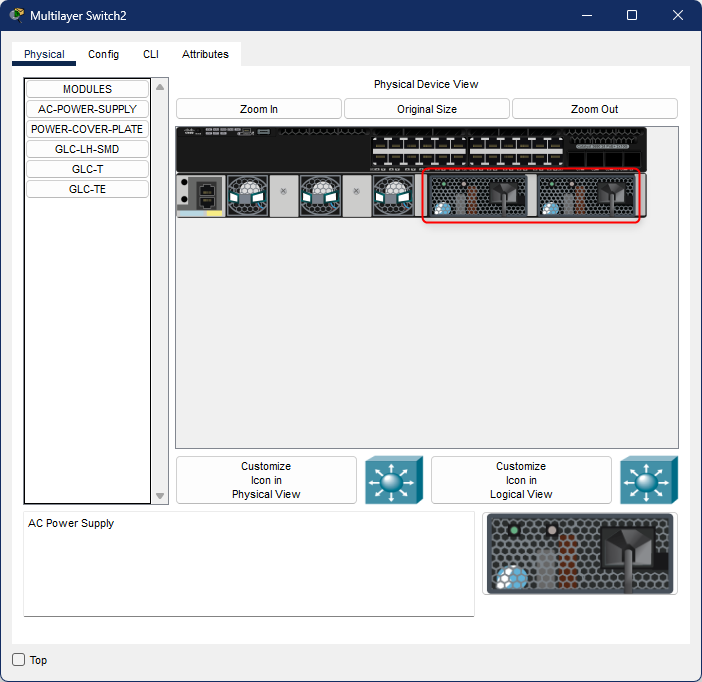 Multilayer Switch2
Physical
Config
CLI
Attributes
MODULES
AC-POWER-SUPPLY
POWER-COVER-PLATE
GLC-LH-SMD
GLC-T
GLC-TE
Physical Device View
Zoom In
Original Size
Zoom Out
Customize
Icon in
Physical View
Customize
Icon in
Logical View
AC Power Supply
Top